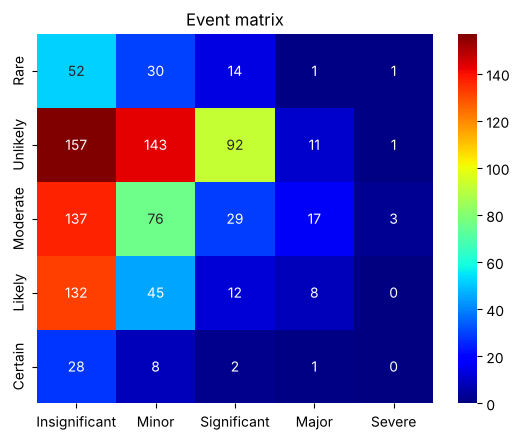 Event matrix
Rare 52 30 14 1 1
Unlikely 157 143 92 11 1
Moderate 137 76 29 17 3
Likely 132 45 12 8 0
Certain 28 8 2 1 0
Insignificant Minor Significant Major Severe
140
120
100
80
60
40
20
0